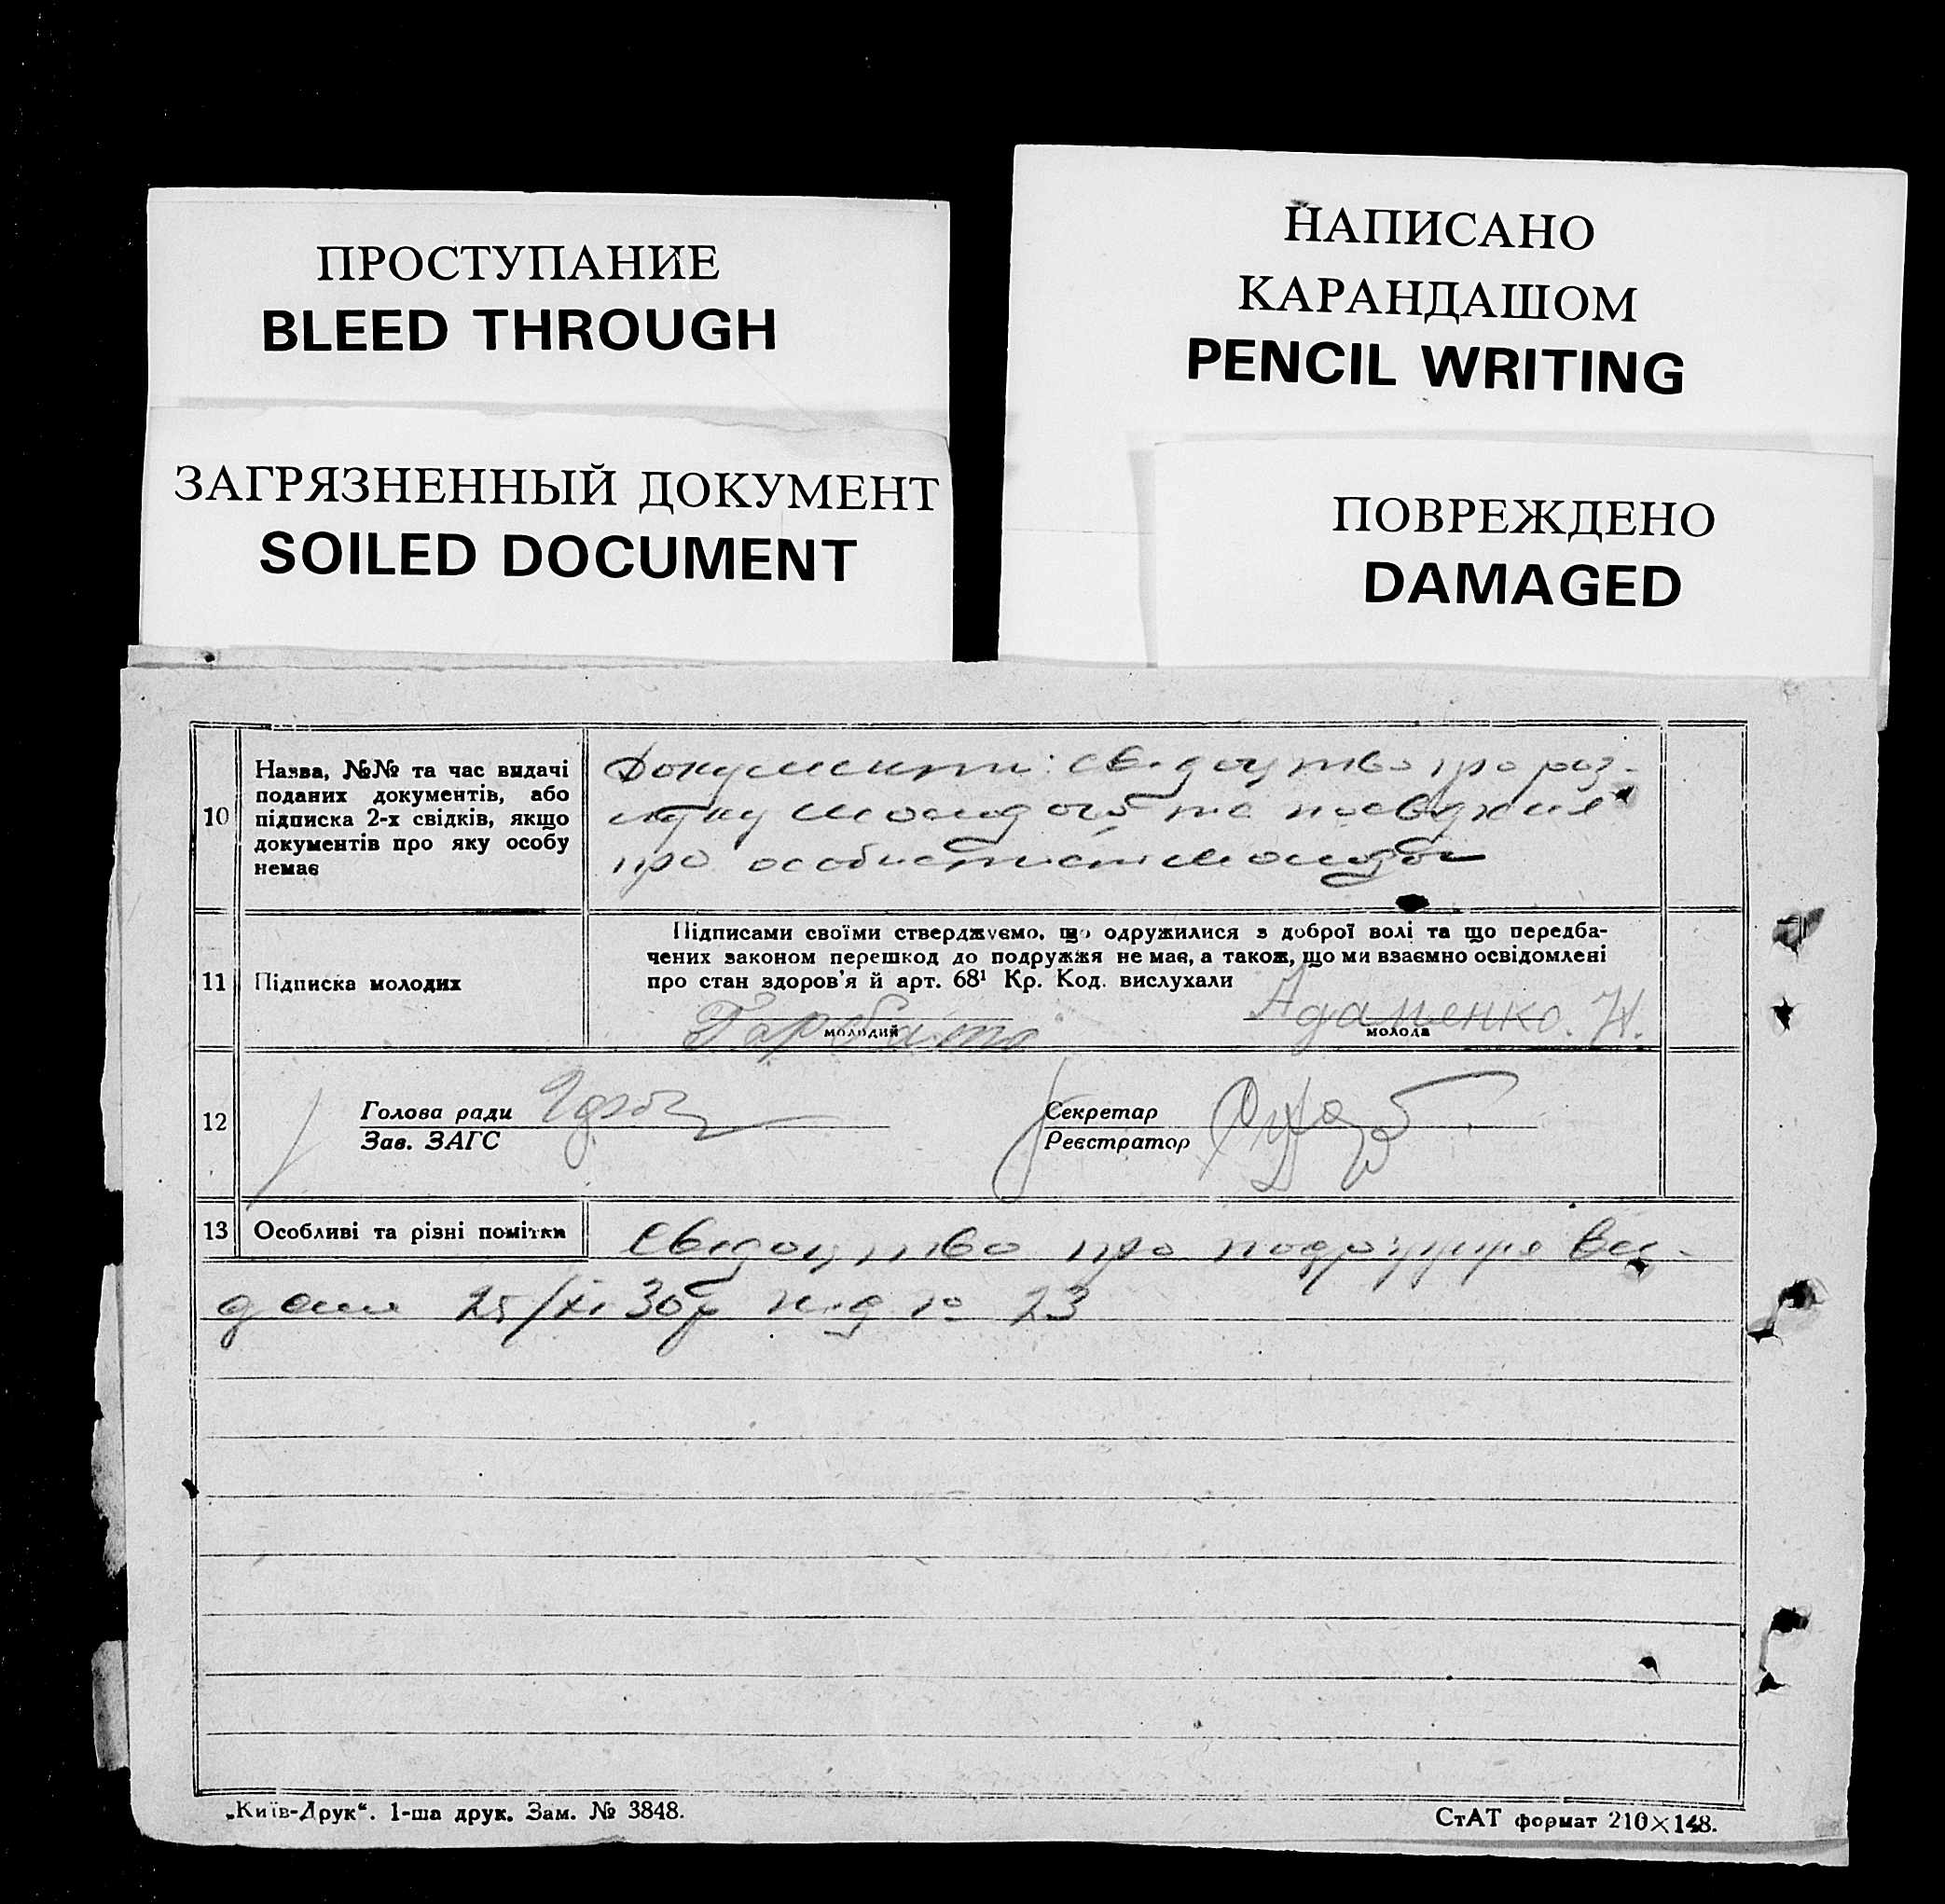 ПРОСТУПАНИЕ
BLEED THROUGH
ЗАГРЯЗНЕННЫЙ ДОКУМЕНТ
SOILED DOCUMENT
НАПИСАНО
КАРАНДАШОМ
PENCIL WRITING
ПОВРЕЖДЕНО
DAMAGED
10
Назва, №№ та час видачі
поданих документів, або
підписка 2-х свідків, якщо
документів про яку особу
немає
Документи: свідоцтво про роз-
молодого та
про особистість молодої
11
Підписка молодих
Підписами своїми стверджуємо, що одружилися з доброї волі та що передба-
чених законом перешкод до подружжя не має, а також, що ми взаємно освідомлені
про стан здоров'я й арт. 68¹ Кр. Код. вислухали
молодий
Адаменко. Н.
молода
12
Голова ради
Зав. ЗАГС
Секретар
Реєстратор
13
Особливі та різні помітки
Свідоцтво про ви-
дано 25/XI 30р під № 23
„Київ-Друк“. 1-ша друк. Зам. № 3848.
СтАТ формат 210×148.